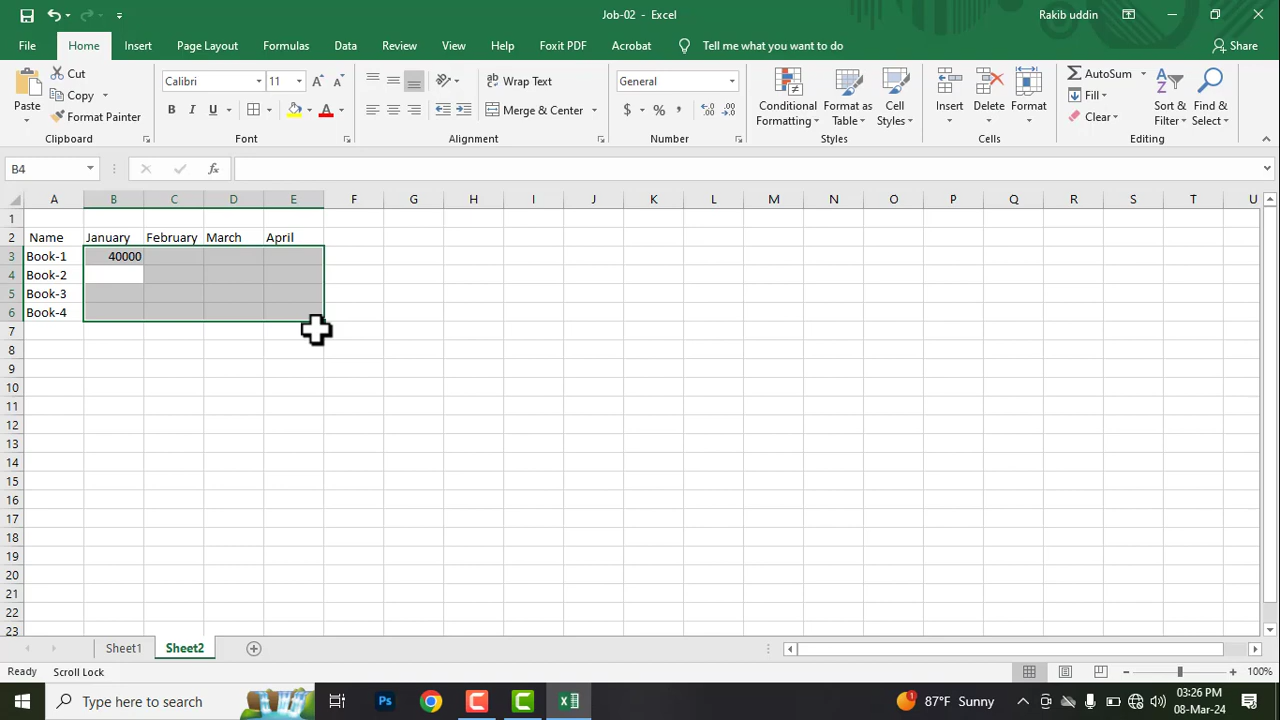 Job-02 - Excel
Rakib uddin
File Home Insert Page Layout Formulas Data Review View Help Foxit PDF Acrobat Tell me what you want to do Share
Paste
Cut
Copy
Format Painter
Clipboard
Calibri 11
B I U A
Font
Wrap Text
Merge & Center
Alignment
General
$ % ,
Number
Conditional Formatting
Format as Table
Cell Styles
Styles
Insert
Delete
Format
Cells
AutoSum
Fill
Clear
Sort & Filter
Find & Select
Editing
B4 fx
A B C D E F G H I J K L M N O P Q R S T U
1
2 Name January February March April
3 Book-1 40000
4 Book-2
5 Book-3
6 Book-4
7
8
9
10
11
12
13
14
15
16
17
18
19
20
21
22
23
Sheet1 Sheet2
Ready Scroll Lock 100%
Type here to search Ps 1 87°F Sunny 03:26 PM
08-Mar-24